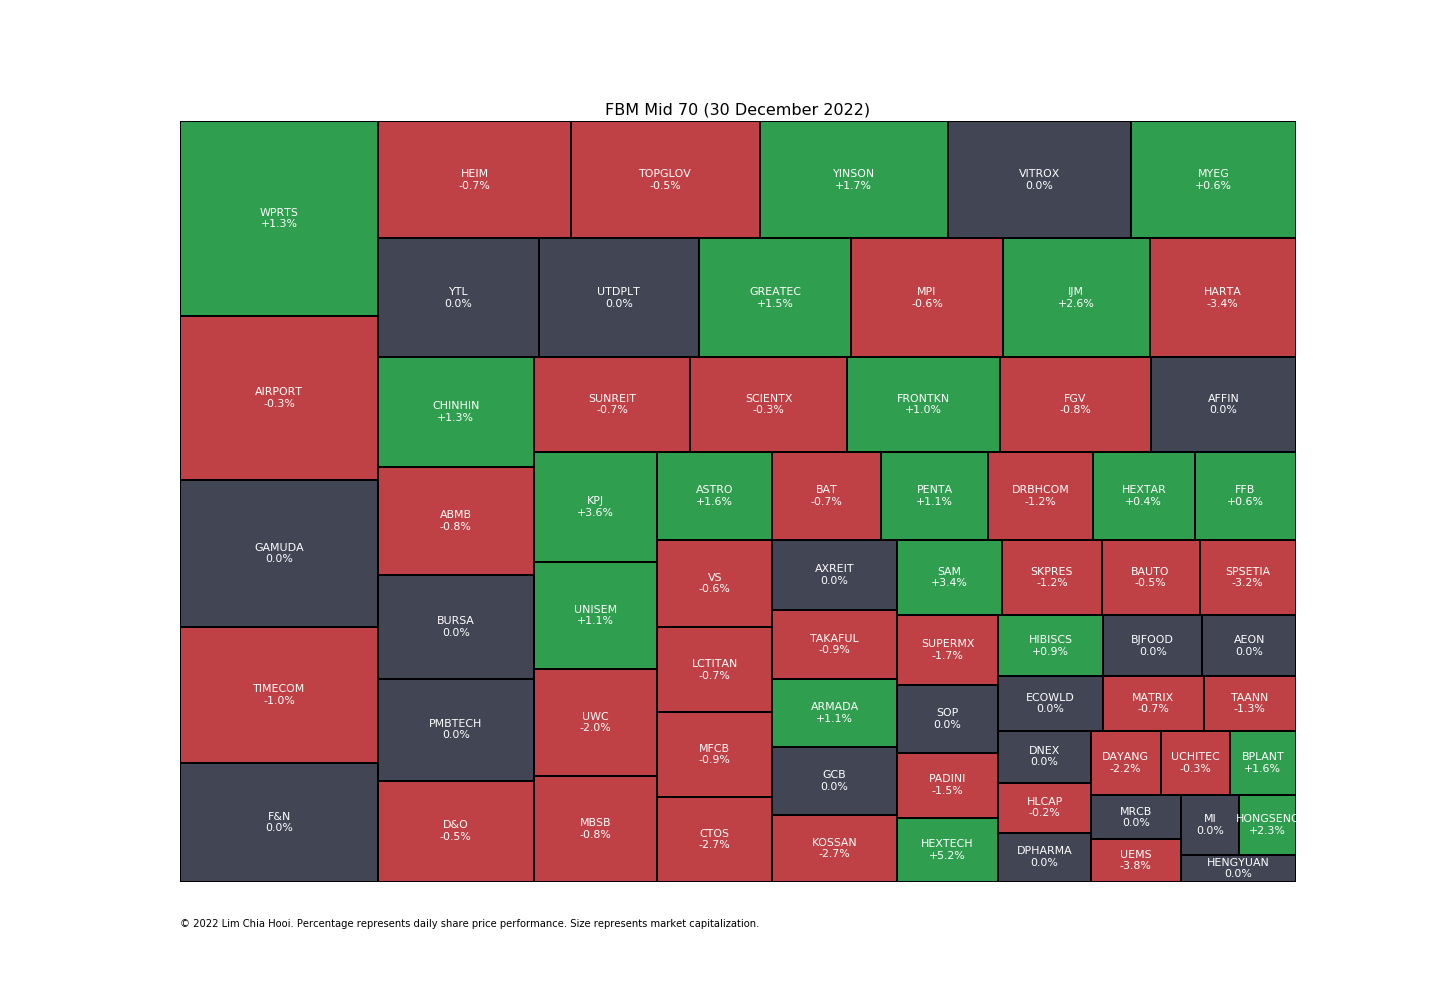 FBM Mid 70 (30 December 2022)
WPRTS
+1.3%
AIRPORT
-0.3%
GAMUDA
0.0%
TIMECOM
-1.0%
F&N
0.0%
HEIM
-0.7%
TOPGLOV
-0.5%
YINSON
+1.7%
VITROX
0.0%
MYEG
+0.6%
YTL
0.0%
UTDPLT
0.0%
GREATEC
+1.5%
MPI
-0.6%
IJM
+2.6%
HARTA
-3.4%
CHINHIN
+1.3%
ABMB
-0.8%
BURSA
0.0%
PMBTECH
0.0%
D&O
-0.5%
SUNREIT
-0.7%
SCIENTX
-0.3%
FRONTKN
+1.0%
FGV
-0.8%
AFFIN
0.0%
KPJ
+3.6%
UNISEM
+1.1%
UWC
-2.0%
MBSB
-0.8%
ASTRO
+1.6%
VS
-0.6%
LCTITAN
-0.7%
MFCB
-0.9%
CTOS
-2.7%
BAT
-0.7%
PENTA
+1.1%
DRBHCOM
-1.2%
HEXTAR
+0.4%
FFB
+0.6%
AXREIT
0.0%
TAKAFUL
-0.9%
ARMADA
+1.1%
GCB
0.0%
KOSSAN
-2.7%
SAM
+3.4%
SKPRES
-1.2%
BAUTO
-0.5%
SPSETIA
-3.2%
SUPERMX
-1.7%
SOP
0.0%
PADINI
-1.5%
HEXTECH
+5.2%
HIBISCS
+0.9%
BJFOOD
0.0%
AEON
0.0%
ECOWLD
0.0%
MATRIX
-0.7%
TAANN
-1.3%
DNEX
0.0%
HLCAP
-0.2%
DPHARMA
0.0%
DAYANG
-2.2%
UCHITEC
-0.3%
BPLANT
+1.6%
MRCB
0.0%
UEMS
-3.8%
MI
0.0%
HONGSENG
+2.3%
HENGYUAN
0.0%
© 2022 Lim Chia Hooi. Percentage represents daily share price performance. Size represents market capitalization.